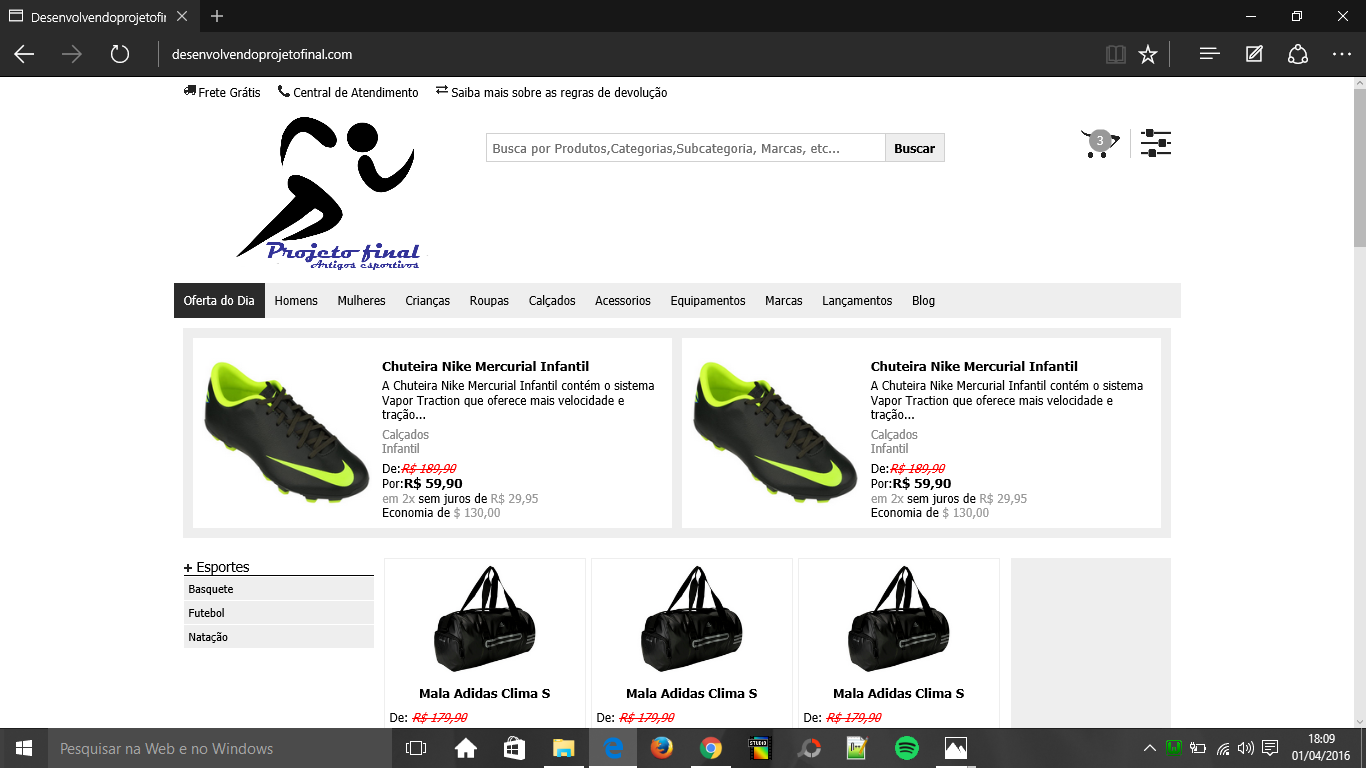 Desenvolvendoprojetofin
desenvolvendoprojetofinal.com
Frete Grátis Central de Atendimento Saiba mais sobre as regras de devolução
Busca por Produtos,Categorias,Subcategoria, Marcas, etc... Buscar
3
Projeto final
Artigos esportivos
Oferta do Dia Homens Mulheres Crianças Roupas Calçados Acessorios Equipamentos Marcas Lançamentos Blog
Chuteira Nike Mercurial Infantil
A Chuteira Nike Mercurial Infantil contém o sistema
Vapor Traction que oferece mais velocidade e
tração...
Calçados
Infantil
De:R$ 189,90
Por:R$ 59,90
em 2x sem juros de R$ 29,95
Economia de $ 130,00
Chuteira Nike Mercurial Infantil
A Chuteira Nike Mercurial Infantil contém o sistema
Vapor Traction que oferece mais velocidade e
tração...
Calçados
Infantil
De:R$ 189,90
Por:R$ 59,90
em 2x sem juros de R$ 29,95
Economia de $ 130,00
+ Esportes
Basquete
Futebol
Natação
Mala Adidas Clima S
De: R$ 179,90
Mala Adidas Clima S
De: R$ 179,90
Mala Adidas Clima S
De: R$ 179,90
Pesquisar na Web e no Windows
STUDIO
18:09
01/04/2016